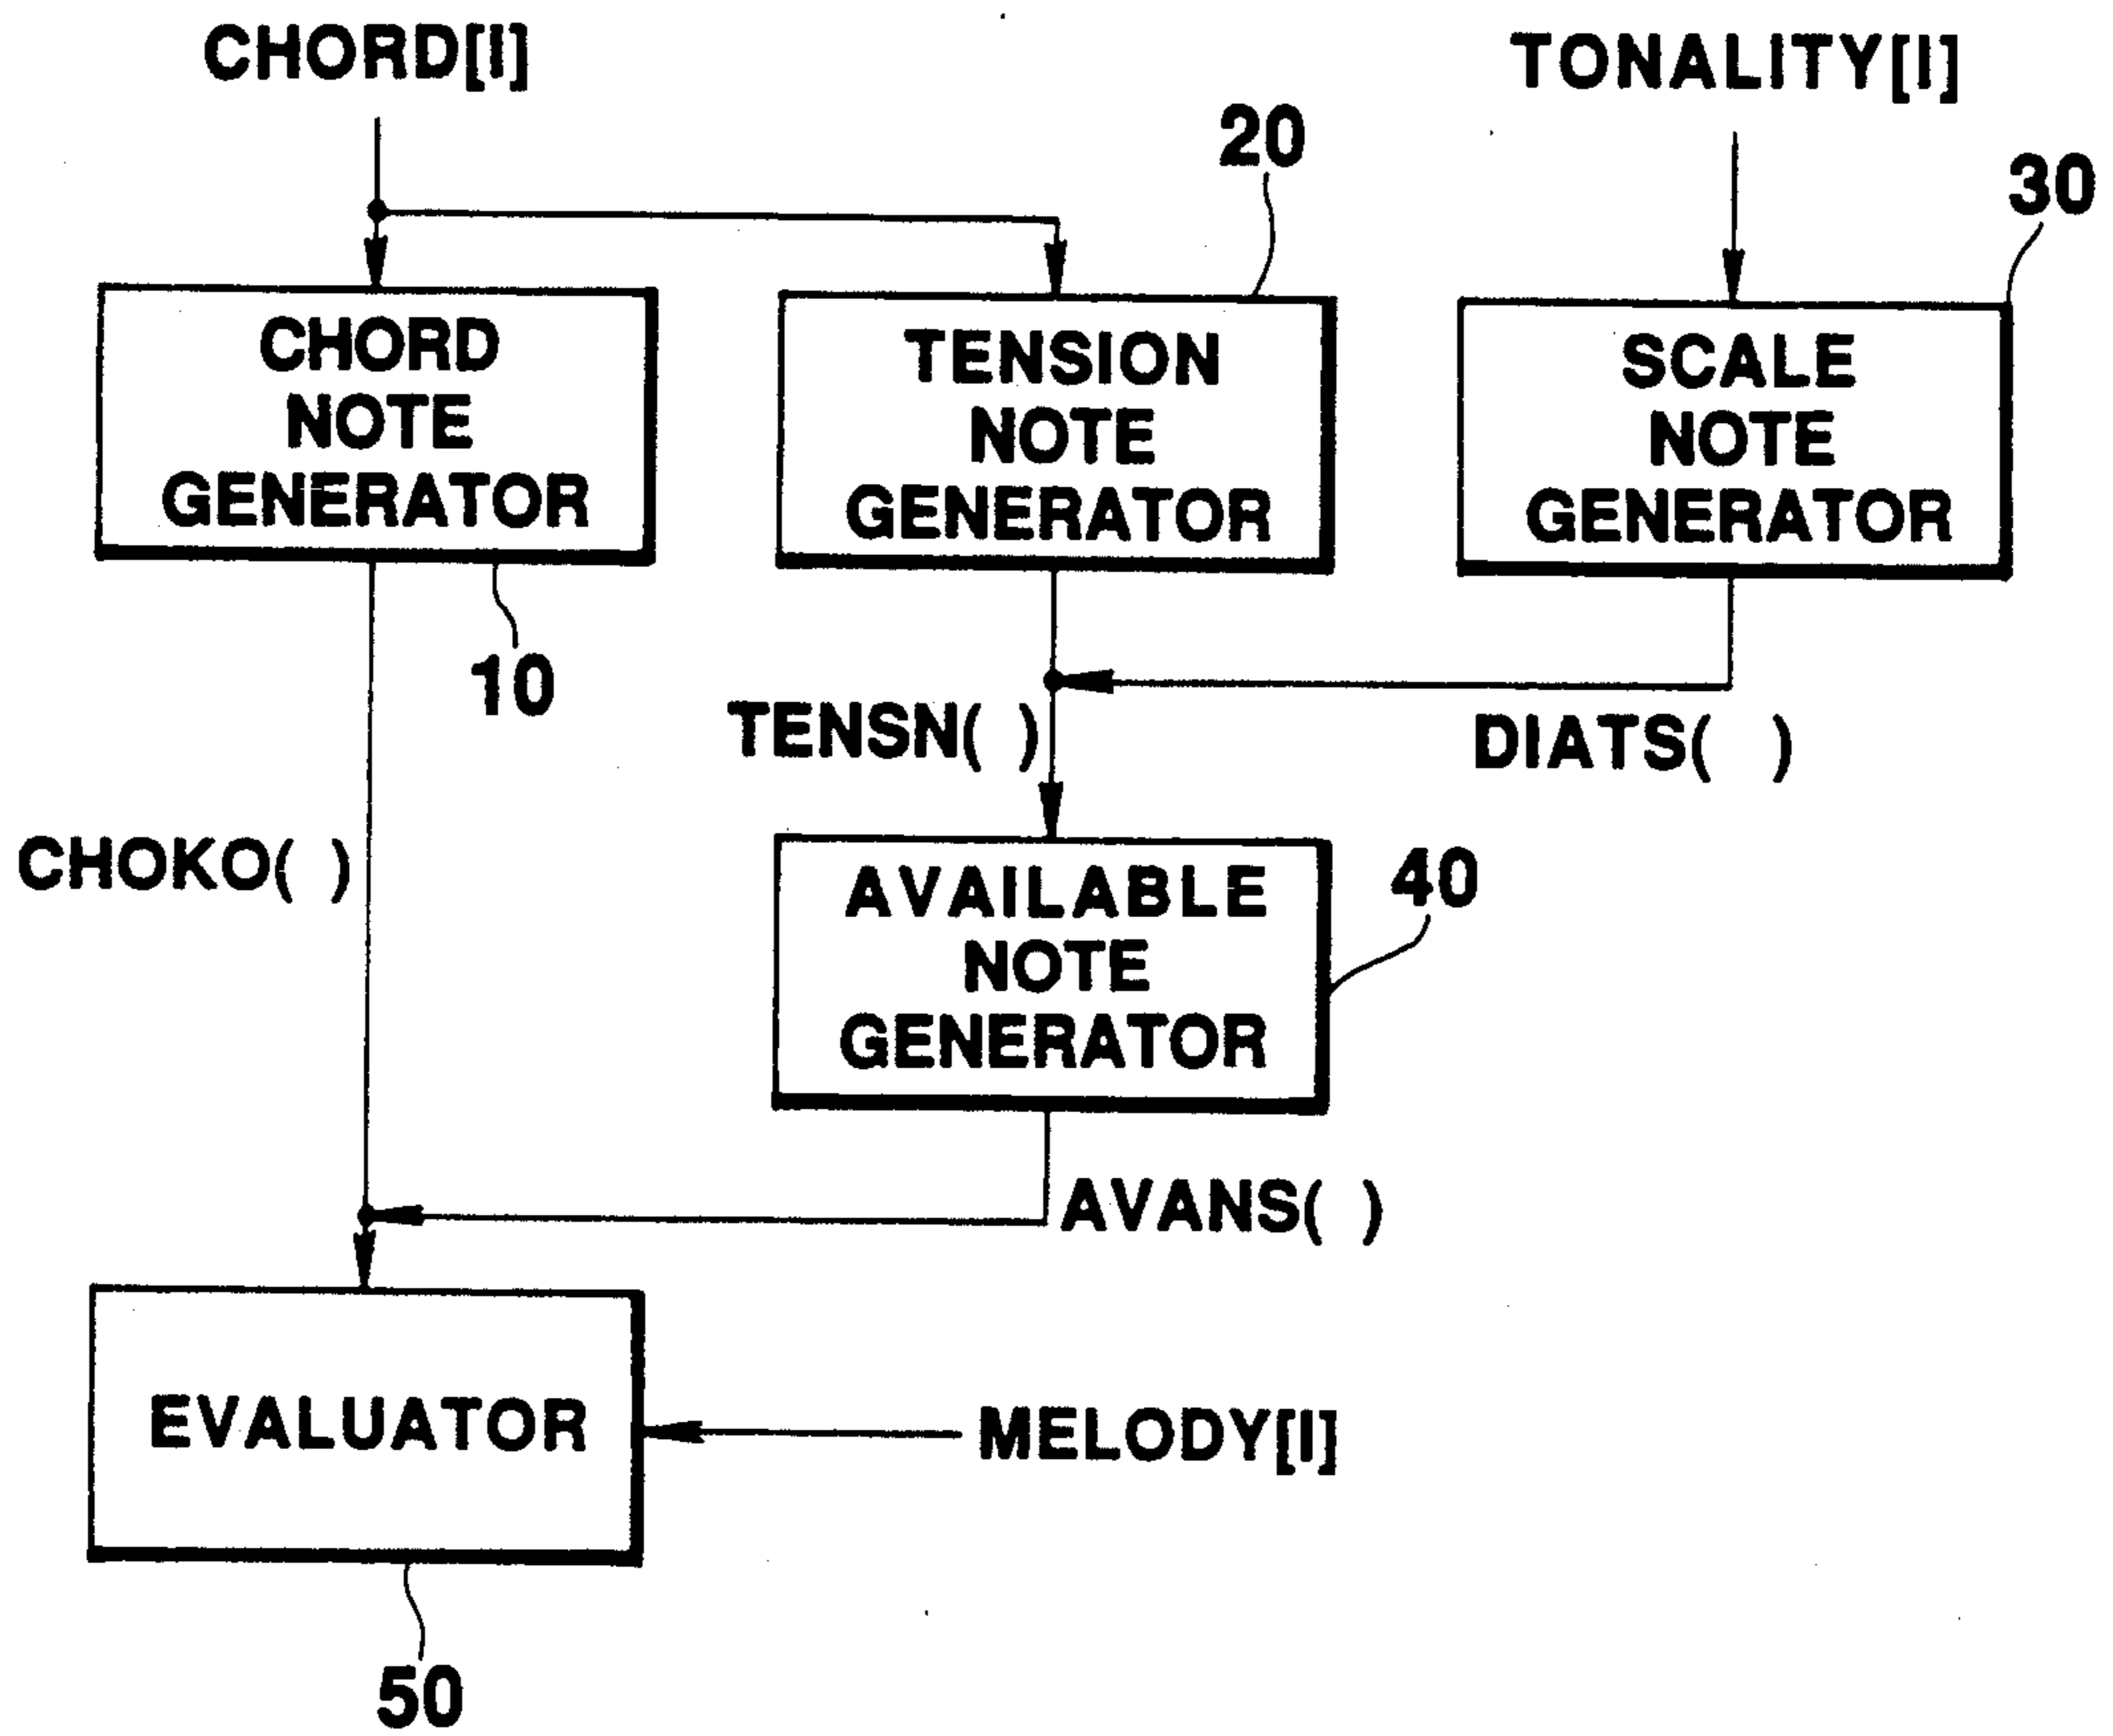 CHORD[I]
TONALITY[I]
20
30
CHORD
NOTE
GENERATOR
TENSION
NOTE
GENERATOR
SCALE
NOTE
GENERATOR
10
TENSN( )
DIATS( )
CHOKO( )
AVAILABLE
NOTE
GENERATOR
40
AVANS( )
EVALUATOR
MELODY[I]
50